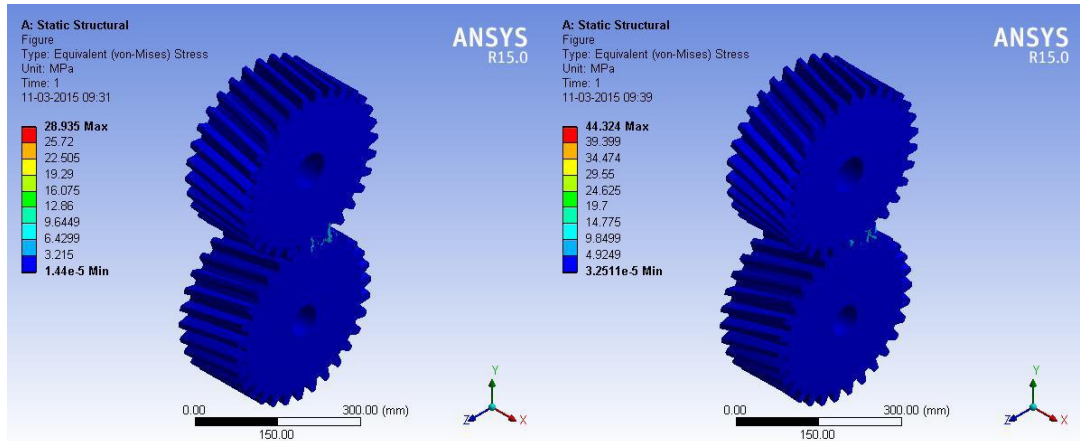 A: Static Structural
Figure
Type: Equivalent (von-Mises) Stress
Unit: MPa
Time: 1
11-03-2015 09:31
ANSYS
R15.0
28.935 Max
25.72
22.505
19.29
16.075
12.86
9.6449
6.4299
3.215
1.44e-5 Min
0.00 300.00 (mm)
150.00
Y
Z X
A: Static Structural
Figure
Type: Equivalent (von-Mises) Stress
Unit: MPa
Time: 1
11-03-2015 09:39
ANSYS
R15.0
44.324 Max
39.399
34.474
29.55
24.625
19.7
14.775
9.8499
4.9249
3.2511e-5 Min
0.00 300.00 (mm)
150.00
Y
Z X